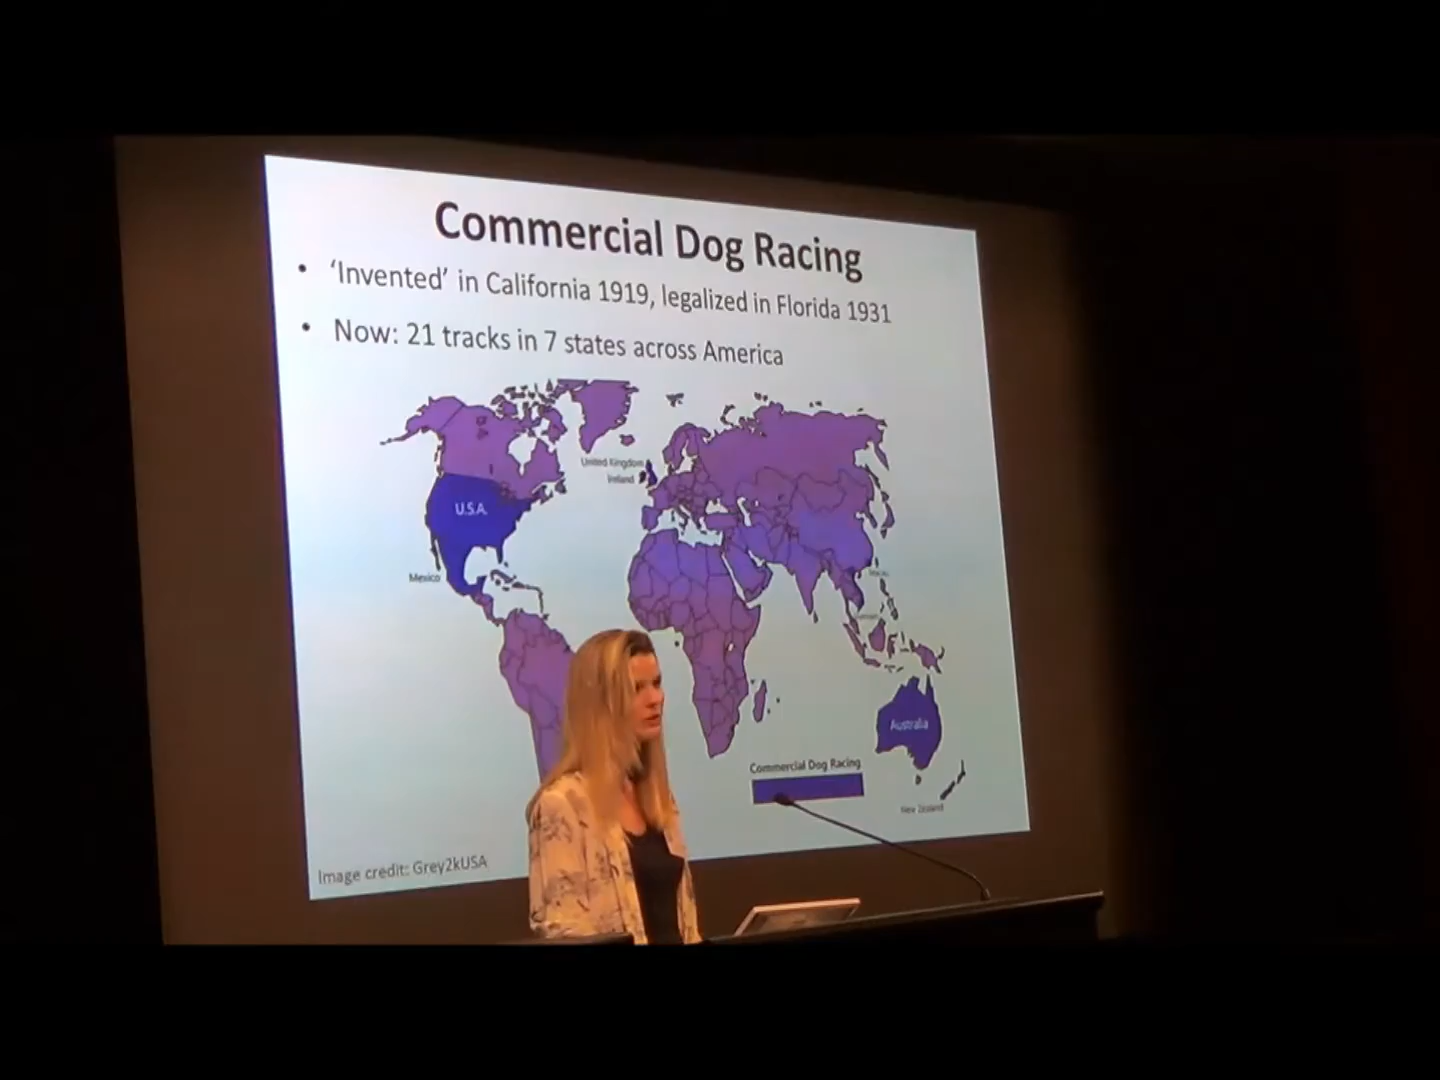 Commercial Dog Racing
• ‘Invented’ in California 1919, legalized in Florida 1931
• Now: 21 tracks in 7 states across America
United Kingdom
Ireland
U.S.A.
Mexico
Australia
Commercial Dog Racing
New Zealand
Image credit: Grey2kUSA